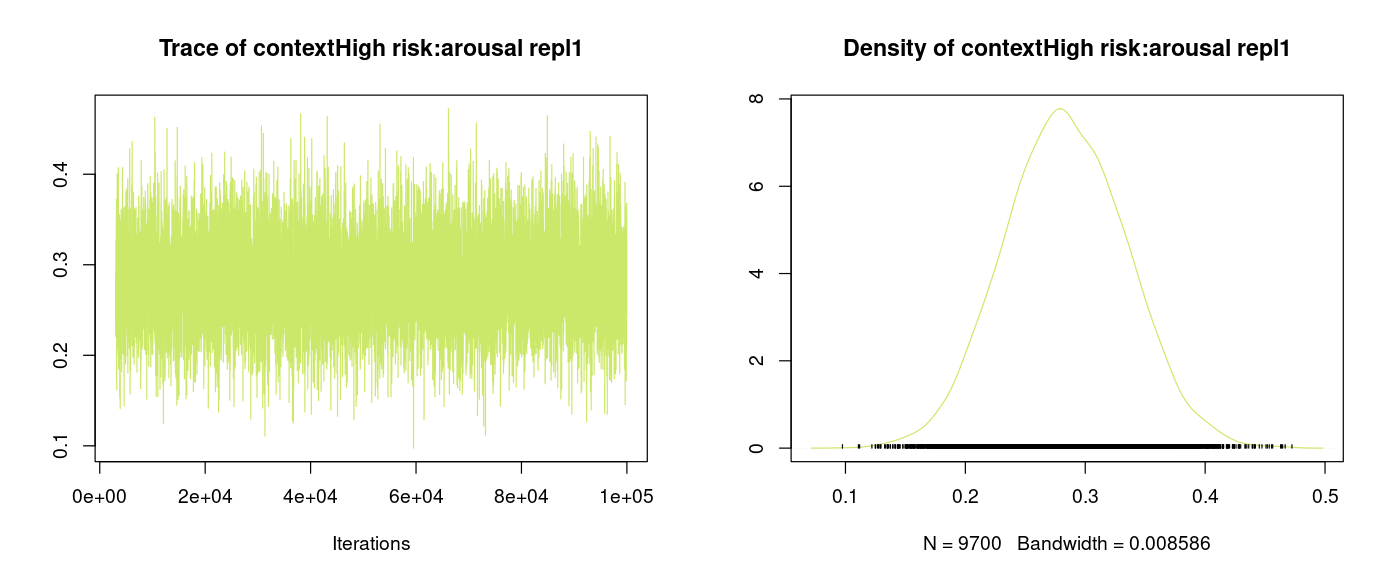 Trace of contextHigh risk:arousal repl1
0.4
0.3
0.2
0.1
0e+00 2e+04 4e+04 6e+04 8e+04 1e+05
Iterations
Density of contextHigh risk:arousal repl1
8
6
4
2
0
0.1 0.2 0.3 0.4 0.5
N = 9700 Bandwidth = 0.008586